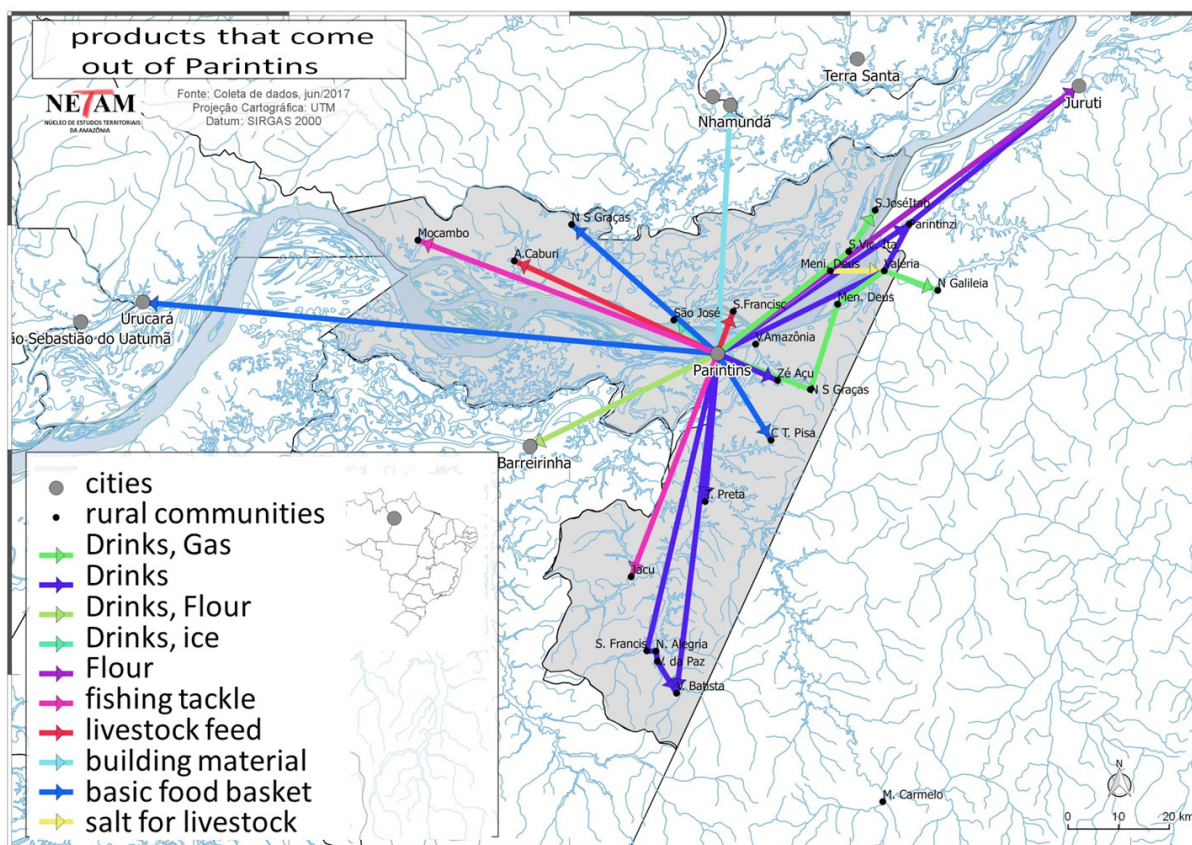 products that come
out of Parintins
NETAM
NÚCLEO DE ESTUDOS TERRITORIAIS
DA AMAZÔNIA
Fonte: Coleta de dados, jun/2017
Projeção Cartográfica: UTM
Datum: SIRGAS 2000
Terra Santa
Juruti
Nhamundá
S.JoséItab
N S Graças
Parintinzi
Mocambo
S.Vic. Ita
A.Caburi
Meni. Deus
Valéria
N Galileia
Urucará
ão Sebastião do Uatumã
São José
S.Francisc
Men. Deus
V.Amazônia
Parintins
Zé Açu
N S Graças
C T. Pisa
Barreirinha
T. Preta
Jacu
S. Francis
N. Alegria
V. da Paz
V. Batista
M. Carmelo
cities
rural communities
Drinks, Gas
Drinks
Drinks, Flour
Drinks, ice
Flour
fishing tackle
livestock feed
building material
basic food basket
salt for livestock
N
0 10 20 km